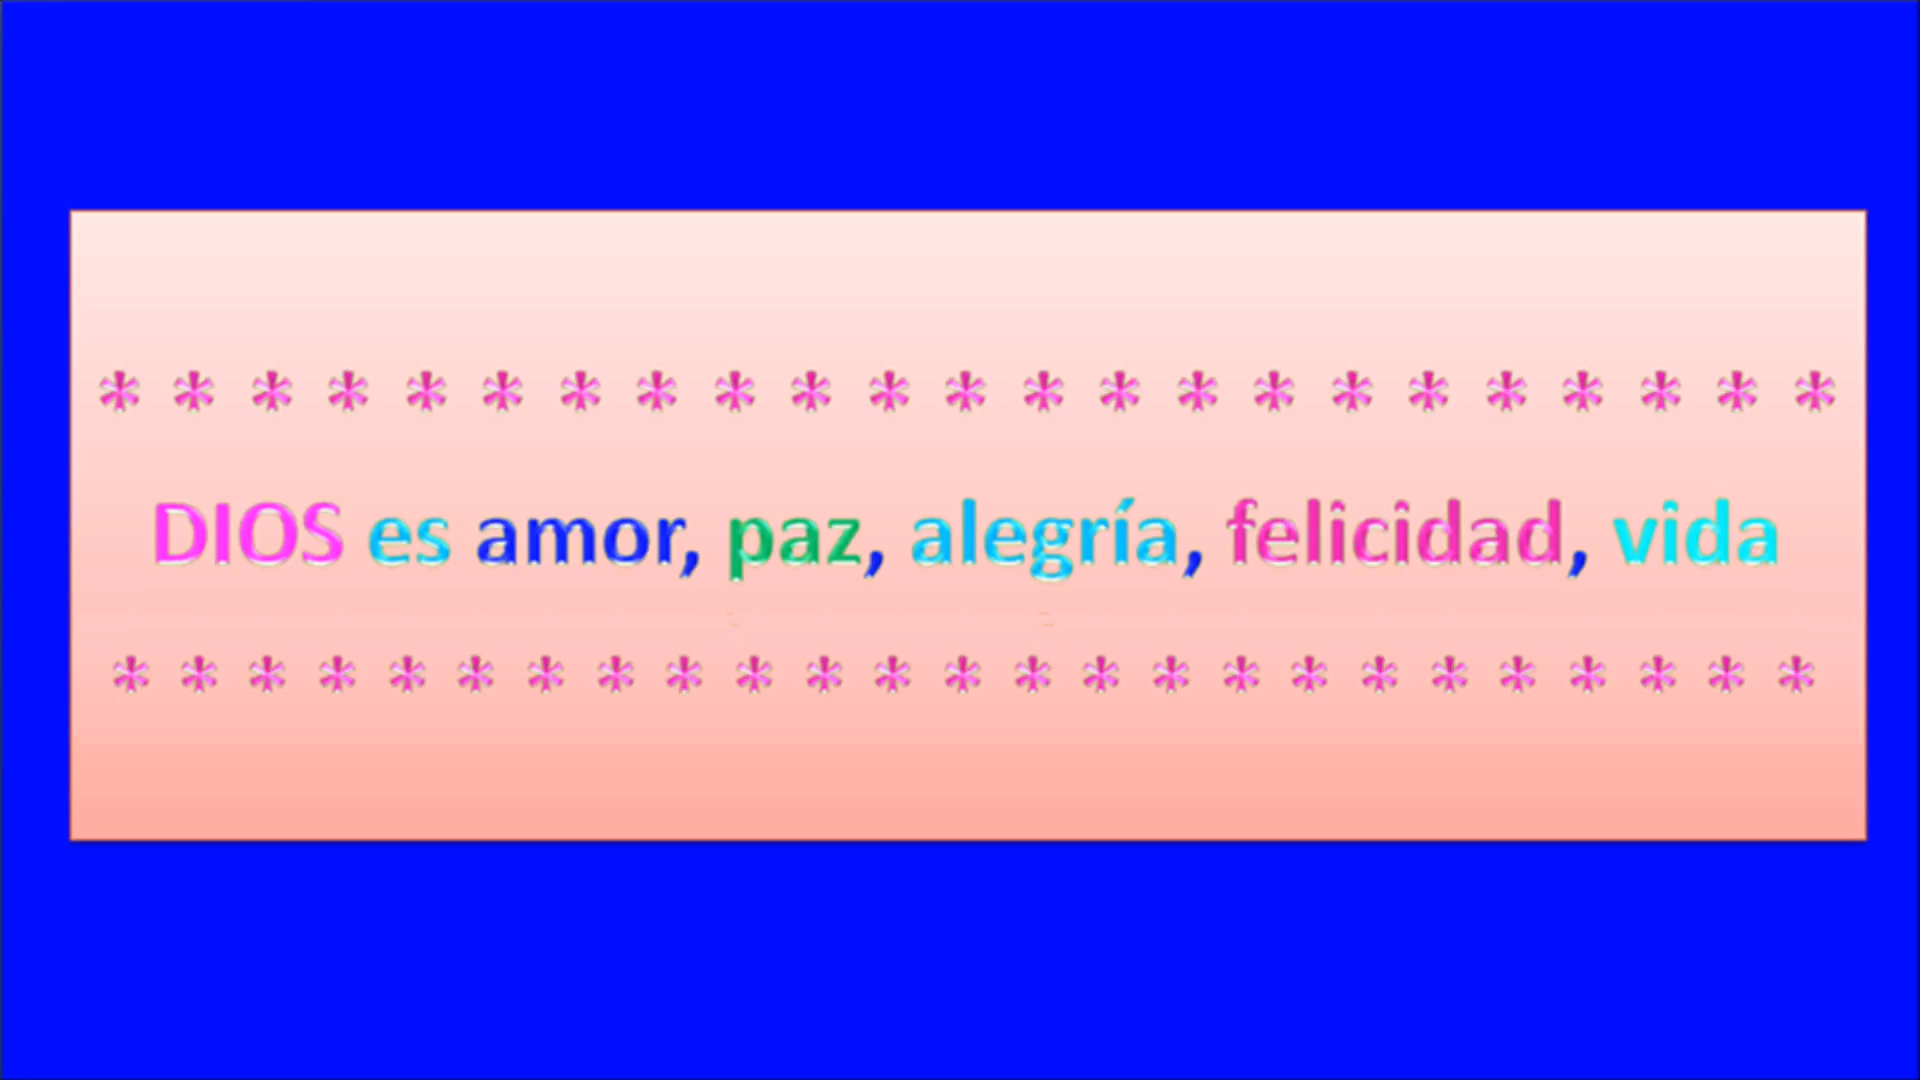 * * * * * * * * * * * * * * * * * * * * * * *
DIOS es amor, paz, alegría, felicidad, vida
* * * * * * * * * * * * * * * * * * * * * * * * *